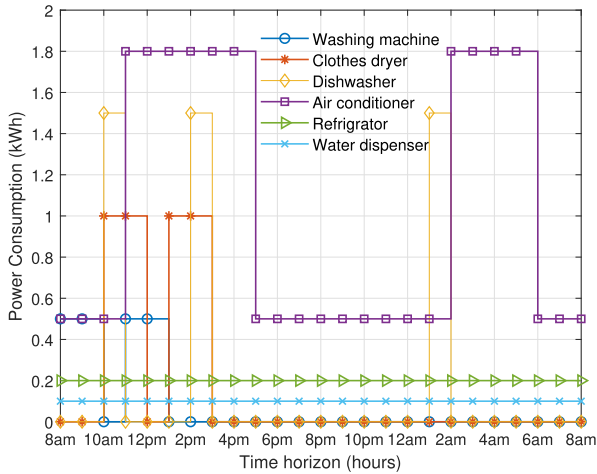 2
1.8
1.6
1.4
1.2
1
0.8
0.6
0.4
0.2
0
Power Consumption (kWh)
Washing machine
Clothes dryer
Dishwasher
Air conditioner
Refrigrator
Water dispenser
8am 10am 12pm 2pm 4pm 6pm 8pm 10pm 12am 2am 4am 6am 8am
Time horizon (hours)